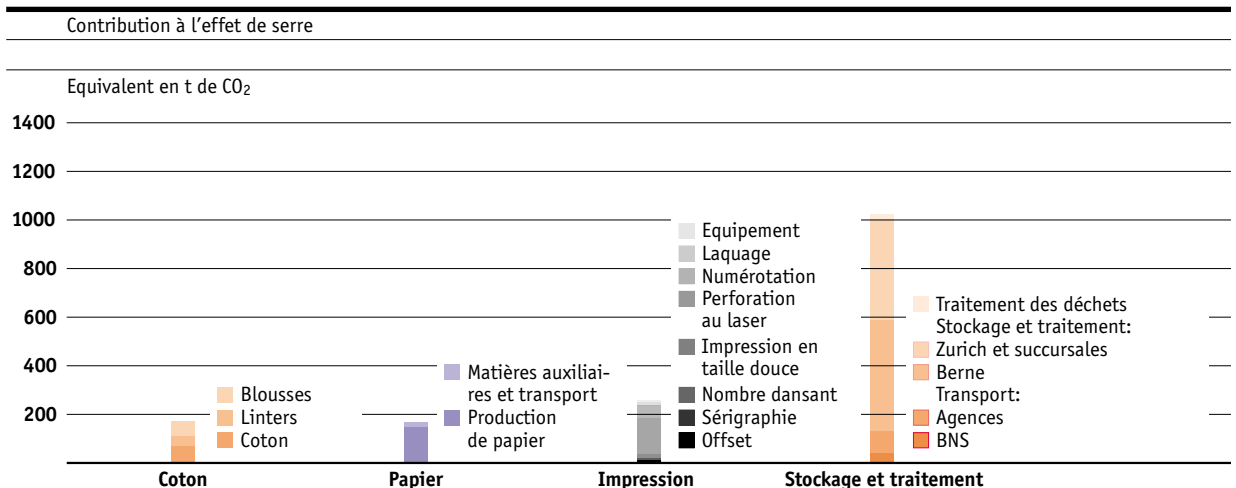 Contribution à l'effet de serre
Equivalent en t de CO2
1400
1200
1000
800
600
400
200
Blousses
Linters
Coton
Matières auxiliai-
res et transport
Production
de papier
Equipement
Laquage
Numérotation
Perforation
au laser
Impression en
taille douce
Nombre dansant
Sérigraphie
Offset
Traitement des déchets
Stockage et traitement:
Zurich et succursales
Berne
Transport:
Agences
BNS
Coton
Papier
Impression
Stockage et traitement